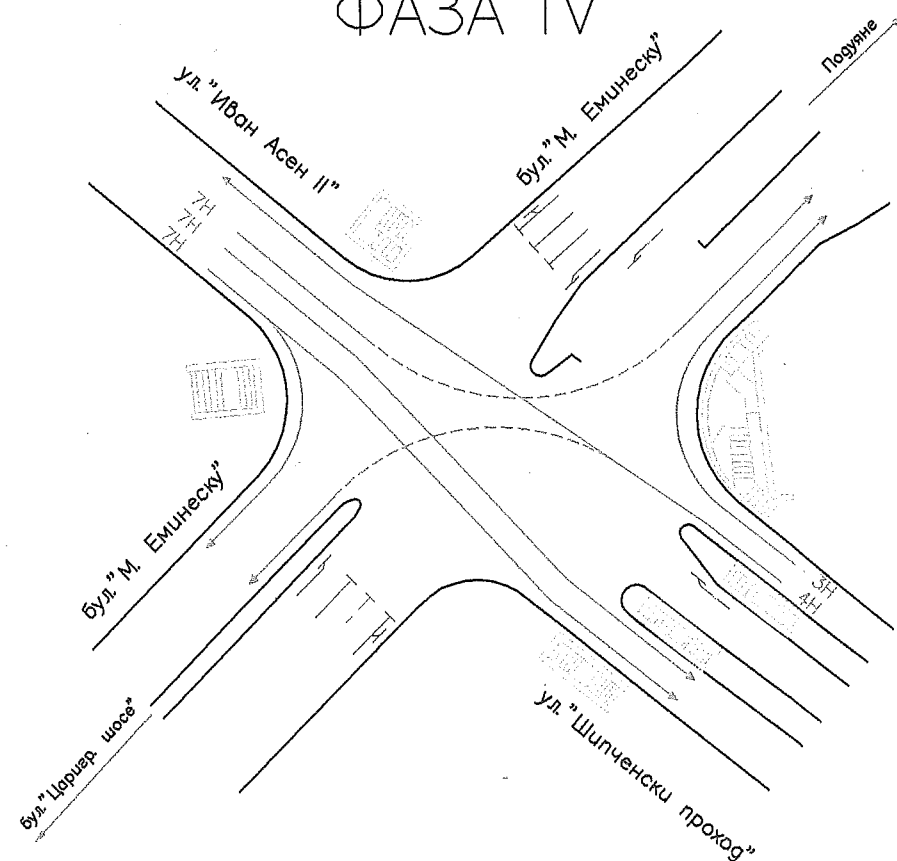 ФАЗА IV
Подуяне
ул. "Иван Асен II"
бул."М. Еминеску"
7Н
7Н
7Н
бул."М. Еминеску"
3Н
4Н
бул."Цариgр. шосе"
ул. "Шипченски проход"